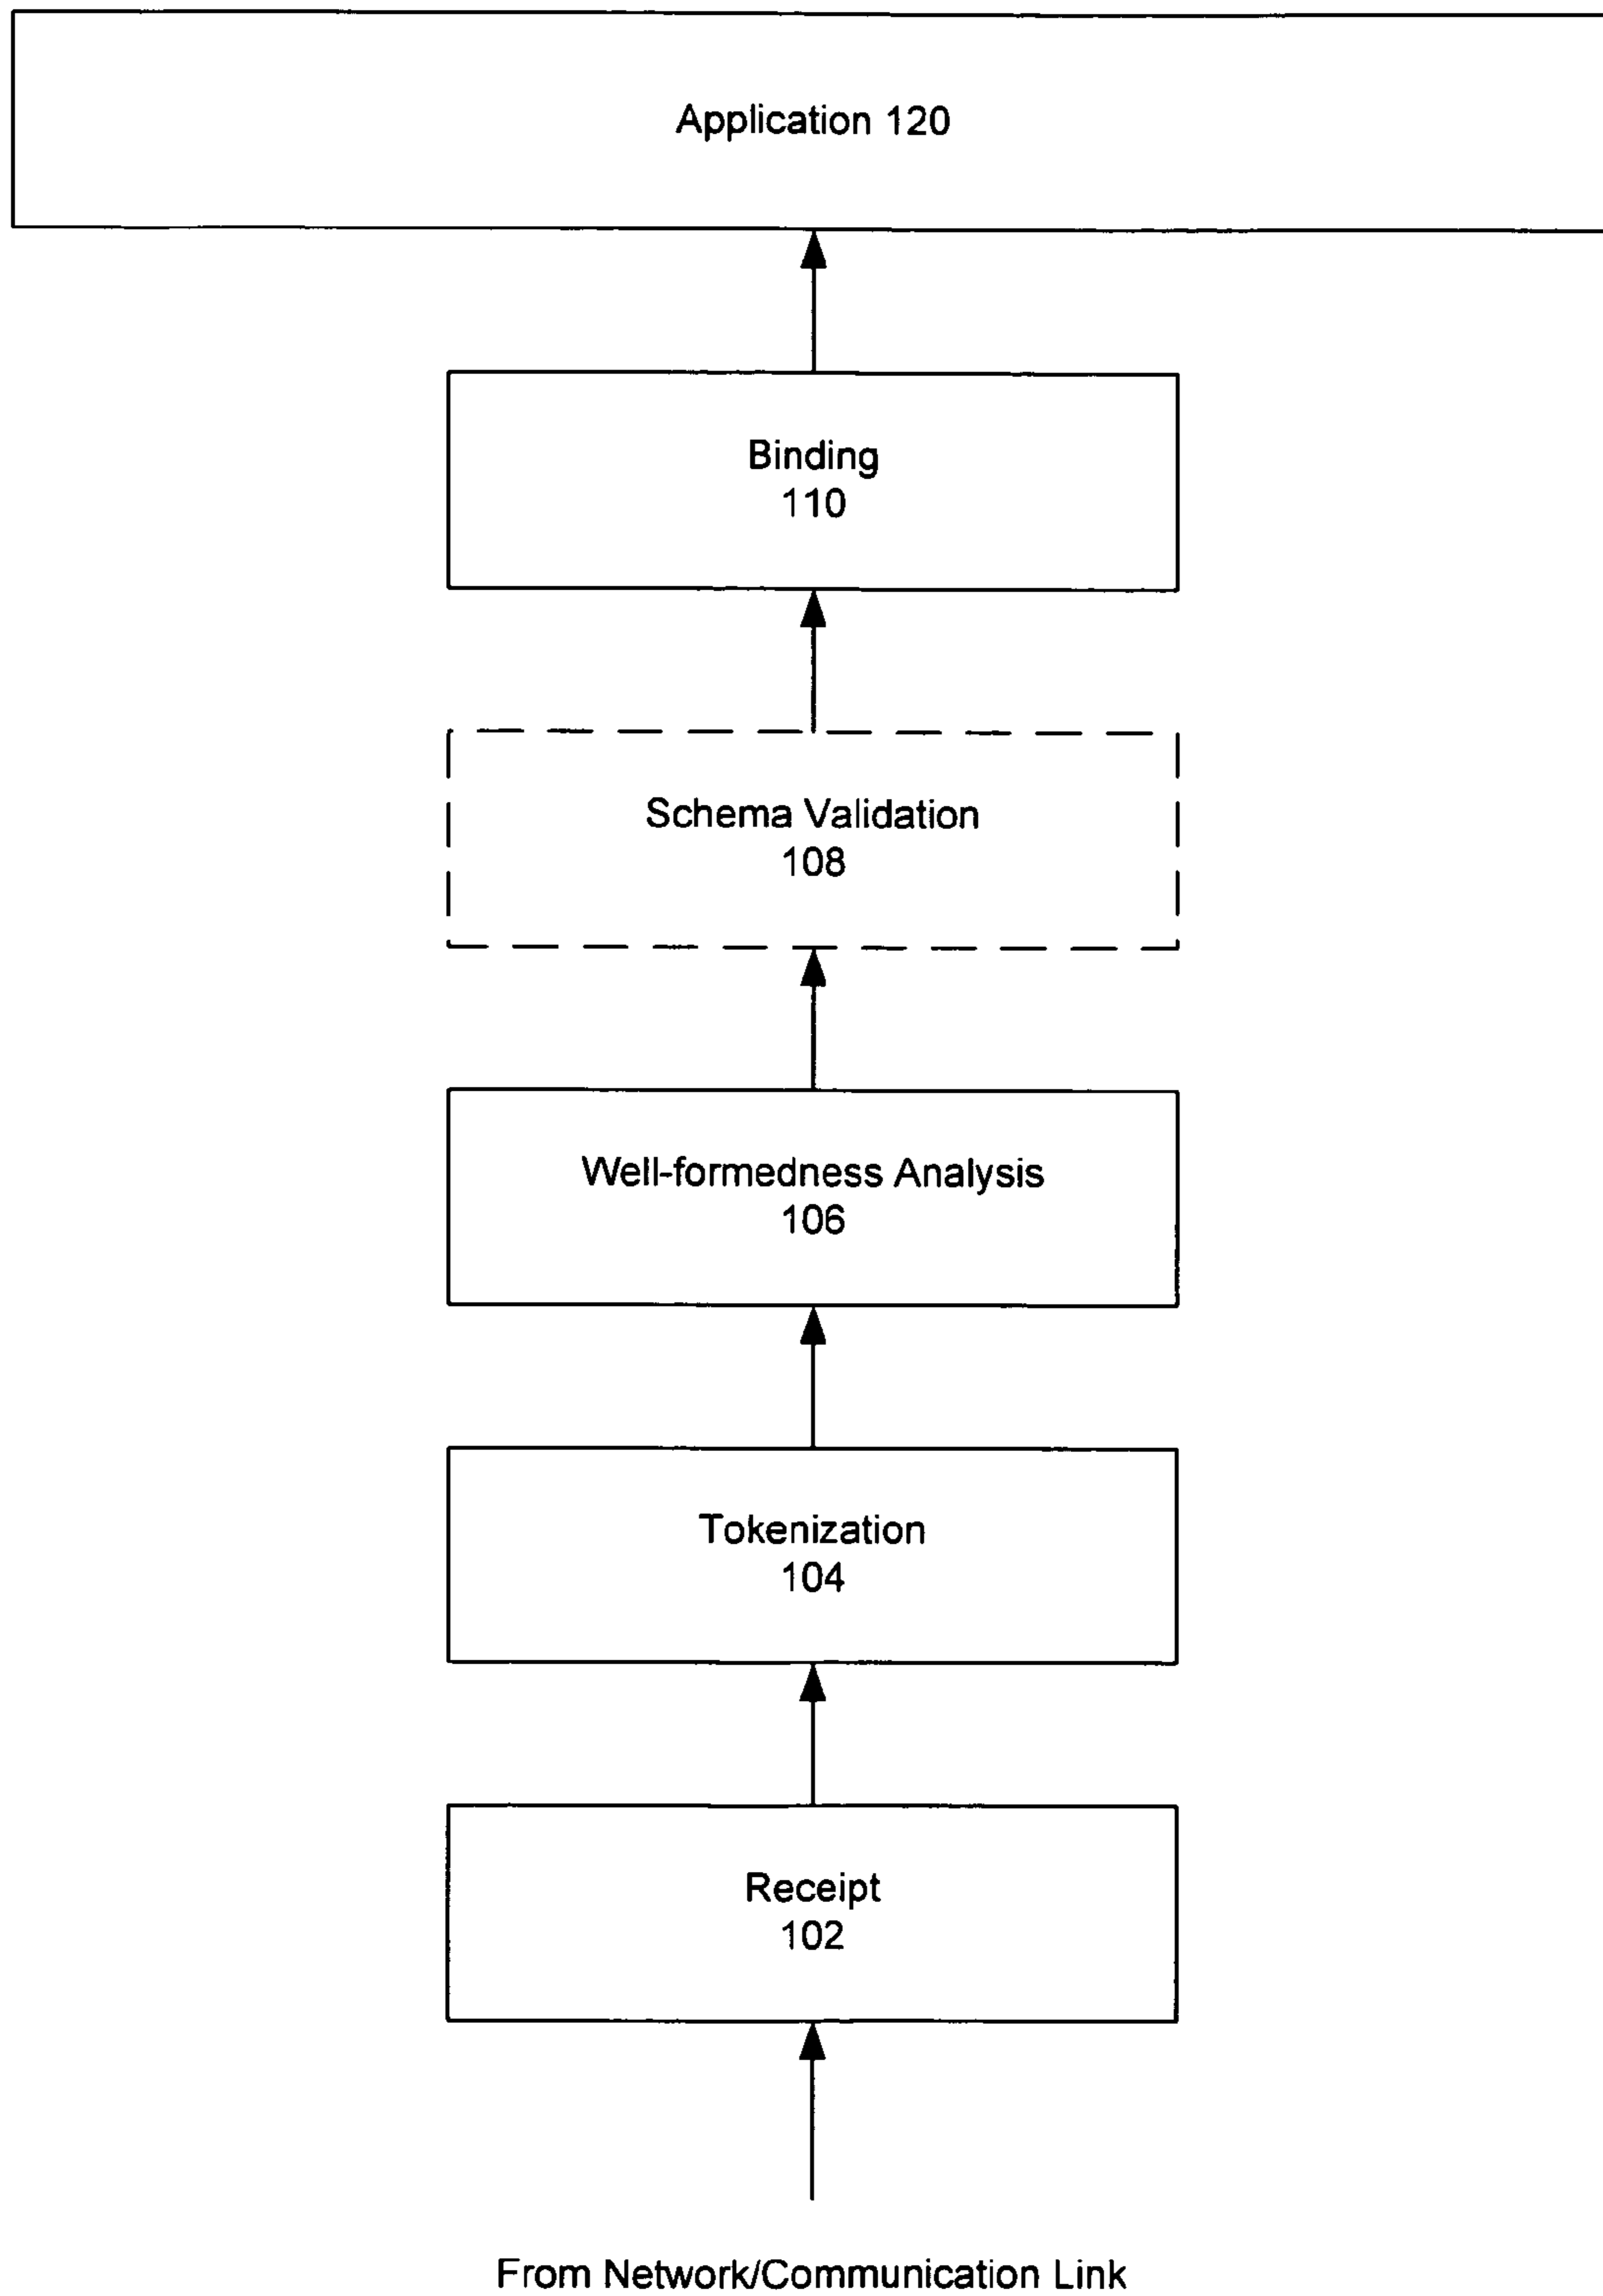 Application 120
Binding
110
Schema Validation
108
Well-formedness Analysis
106
Tokenization
104
Receipt
102
From Network/Communication Link